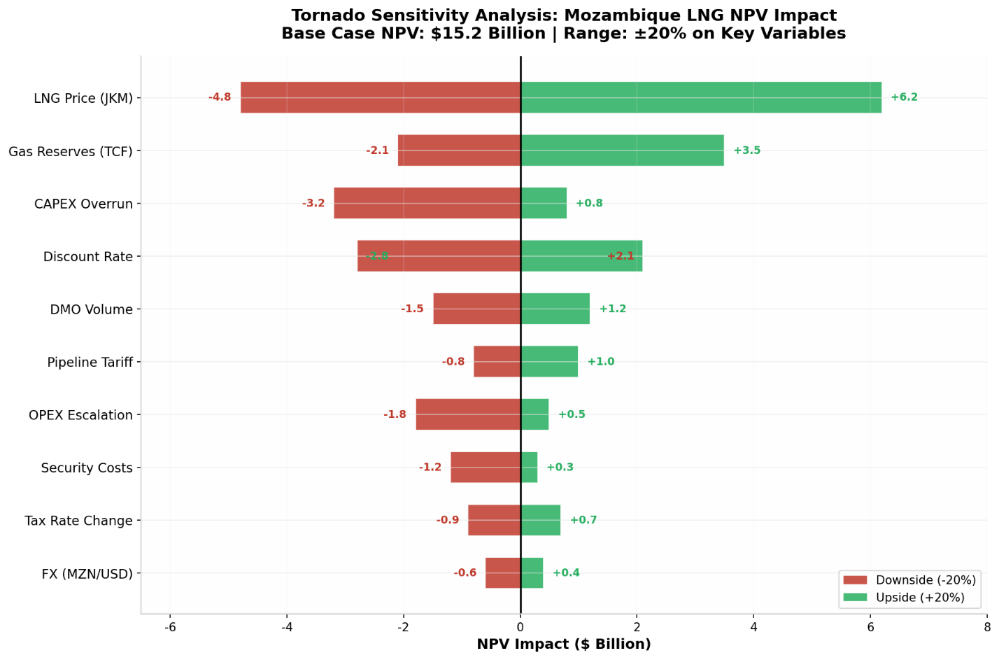 Tornado Sensitivity Analysis: Mozambique LNG NPV Impact
Base Case NPV: $15.2 Billion | Range: ±20% on Key Variables
LNG Price (JKM) -4.8 +6.2
Gas Reserves (TCF) -2.1 +3.5
CAPEX Overrun -3.2 +0.8
Discount Rate -2.8 +2.1
DMO Volume -1.5 +1.2
Pipeline Tariff -0.8 +1.0
OPEX Escalation -1.8 +0.5
Security Costs -1.2 +0.3
Tax Rate Change -0.9 +0.7
FX (MZN/USD) -0.6 +0.4
Downside (-20%)
Upside (+20%)
-6 -4 -2 0 2 4 6 8
NPV Impact ($ Billion)